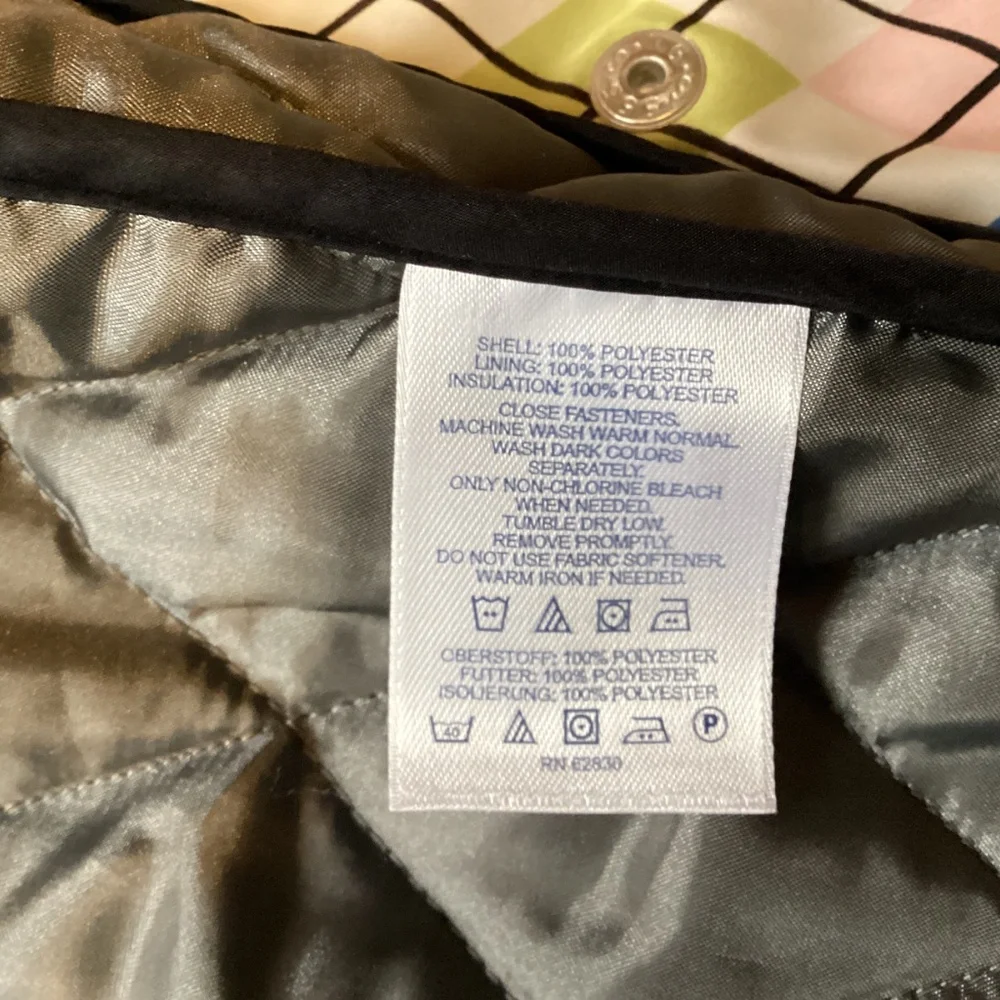 SHELL: 100% POLYESTER
LINING: 100% POLYESTER
INSULATION: 100% POLYESTER
CLOSE FASTENERS.
MACHINE WASH WARM NORMAL.
WASH DARK COLORS
SEPARATELY.
ONLY NON-CHLORINE BLEACH
WHEN NEEDED.
TUMBLE DRY LOW.
REMOVE PROMPTLY.
DO NOT USE FABRIC SOFTENER.
WARM IRON IF NEEDED.
OBERSTOFF: 100% POLYESTER
FUTTER: 100% POLYESTER
ISOLIERUNG: 100% POLYESTER
40 P
RN 62830